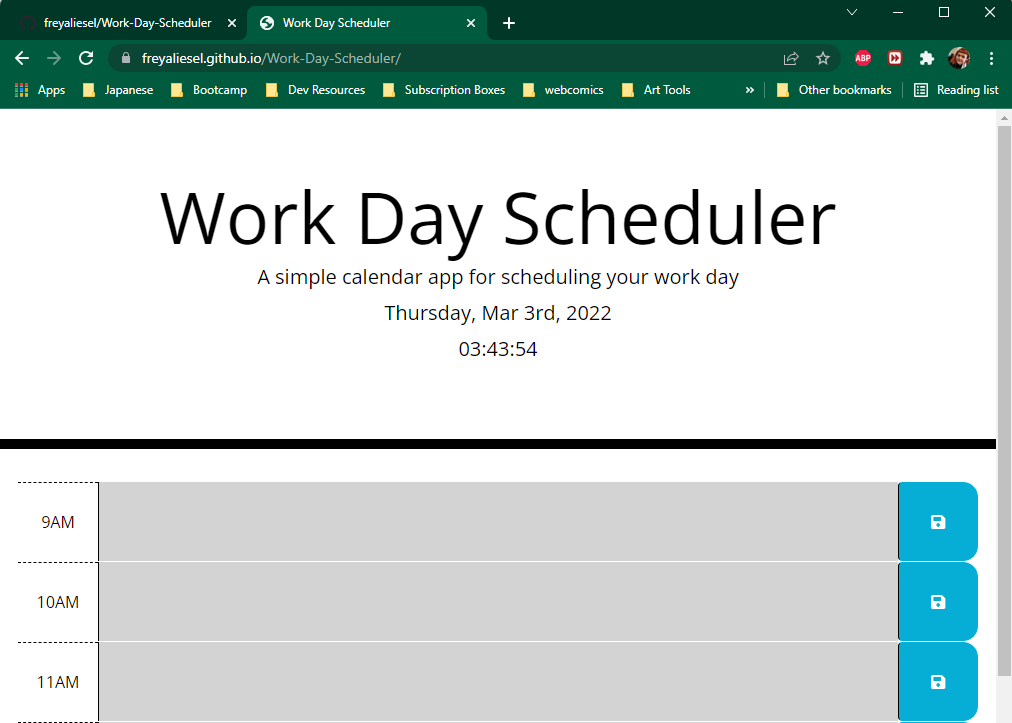 freyaliesel/Work-Day-Scheduler
Work Day Scheduler
freyaliesel.github.io/Work-Day-Scheduler/
ABP
Apps
Japanese
Bootcamp
Dev Resources
Subscription Boxes
webcomics
Art Tools
»
Other bookmarks
Reading list
Work Day Scheduler
A simple calendar app for scheduling your work day
Thursday, Mar 3rd, 2022
03:43:54
9AM
10AM
11AM